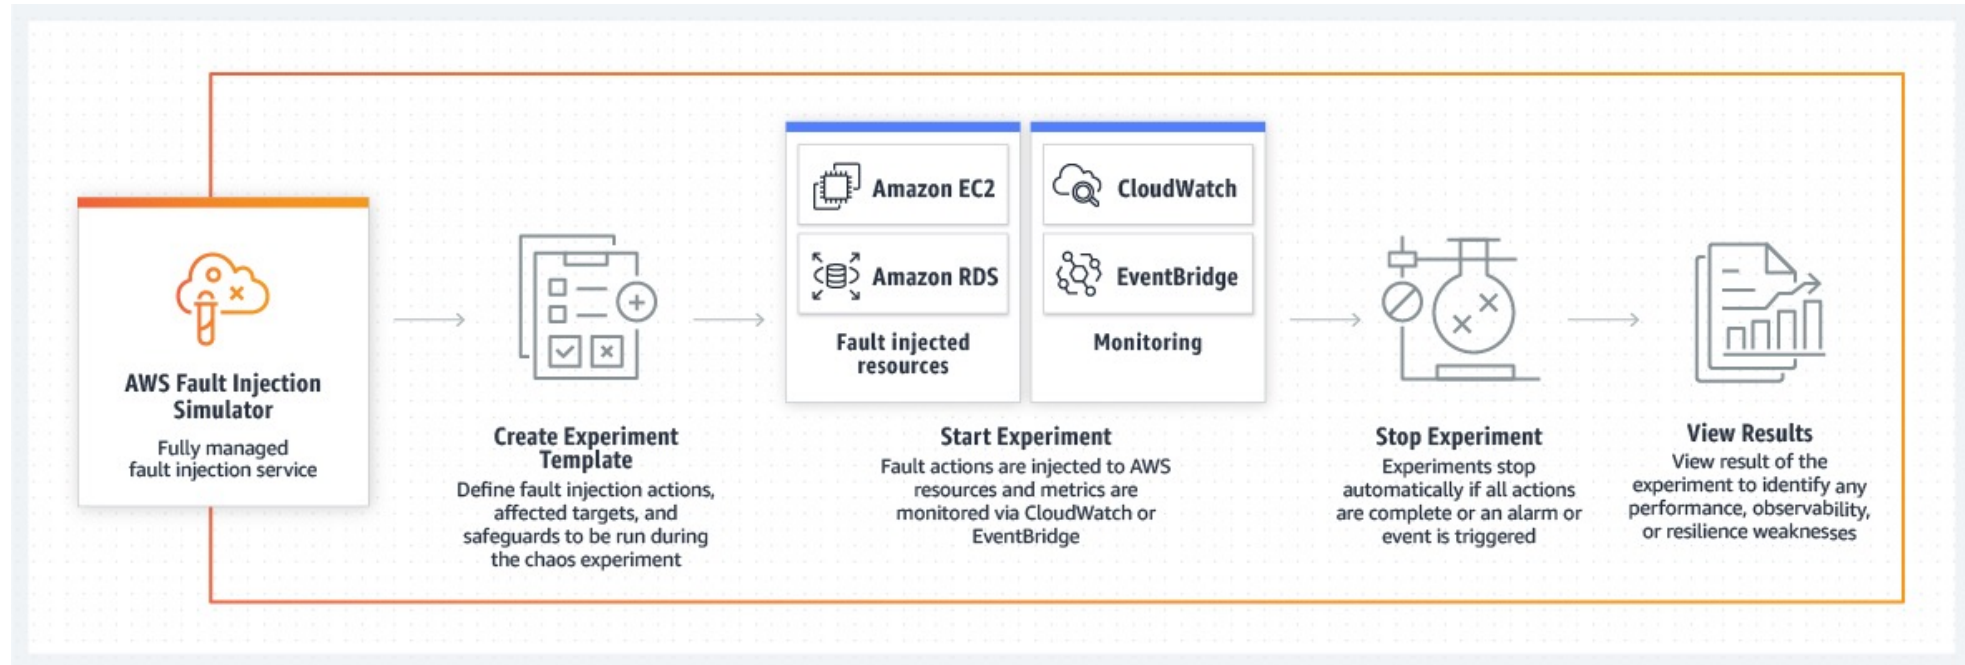 AWS Fault Injection
Simulator
Fully managed
fault injection service
Create Experiment
Template
Define fault injection actions,
affected targets, and
safeguards to be run during
the chaos experiment
Amazon EC2
Amazon RDS
Fault injected
resources
CloudWatch
EventBridge
Monitoring
Start Experiment
Fault actions are injected to AWS
resources and metrics are
monitored via CloudWatch or
EventBridge
Stop Experiment
Experiments stop
automatically if all actions
are complete or an alarm or
event is triggered
View Results
View result of the
experiment to identify any
performance, observability,
or resilience weaknesses